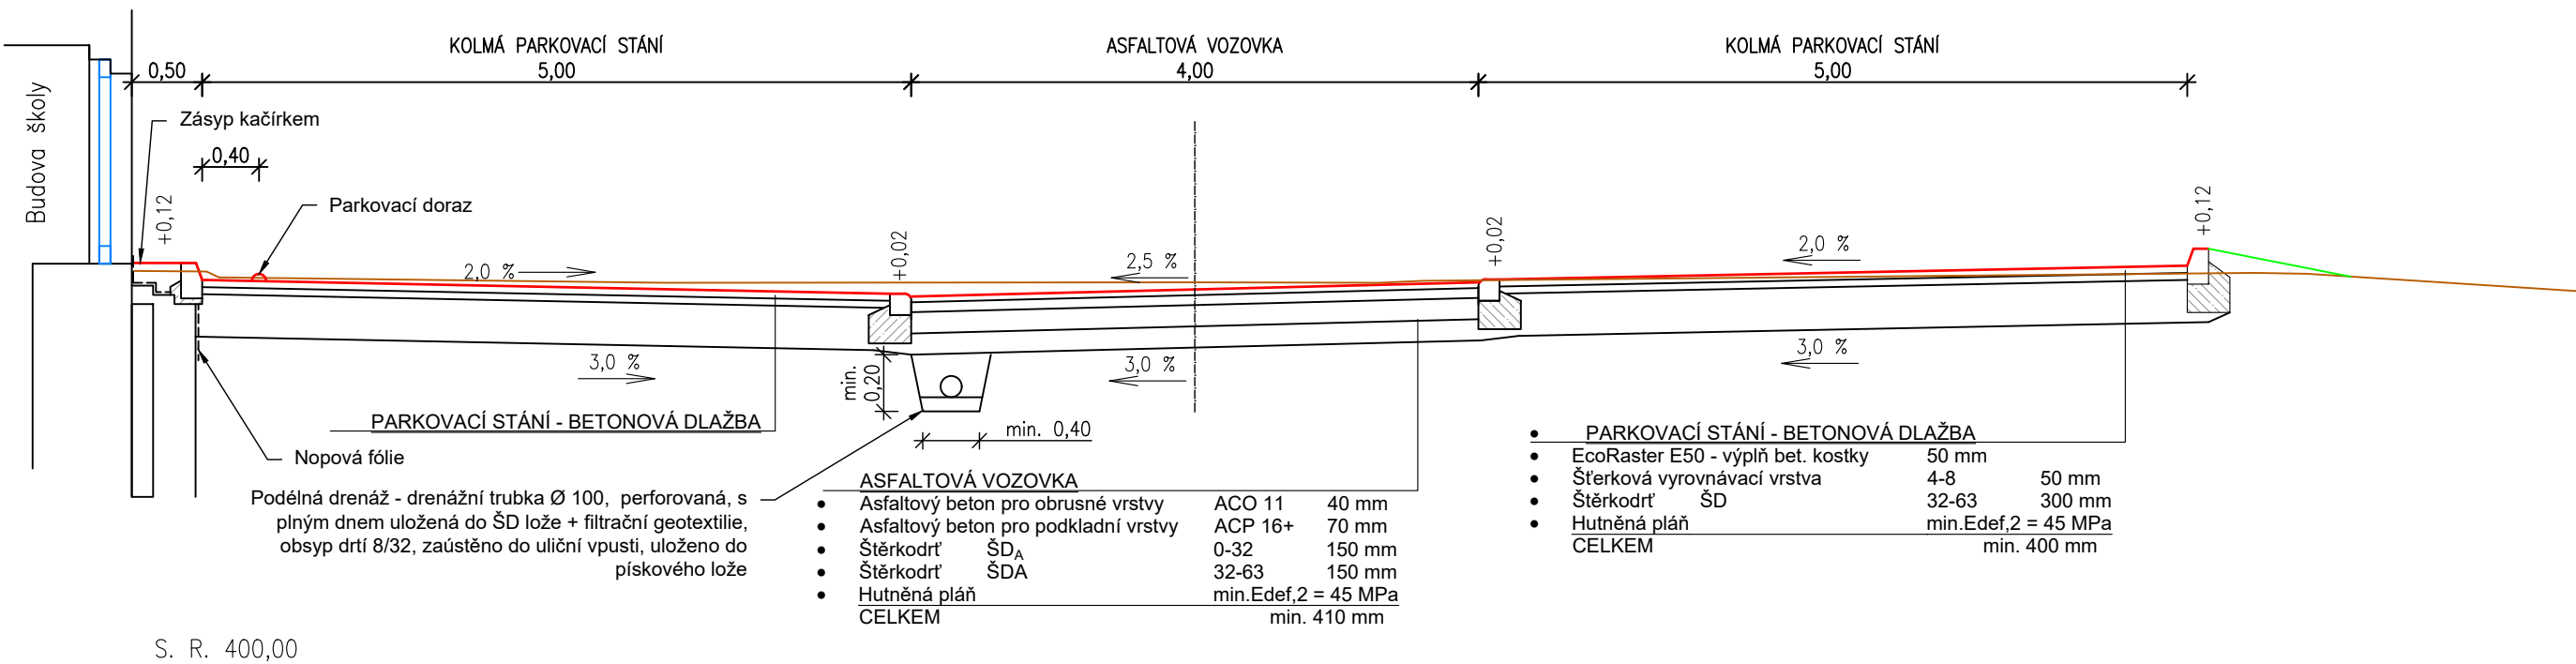 KOLMÁ PARKOVACÍ STÁNÍ
ASFALTOVÁ VOZOVKA
KOLMÁ PARKOVACÍ STÁNÍ
0,50
5,00
4,00
5,00
Budova školy
Zásyp kačírkem
0,40
Parkovací doraz
+0,12
+0,02
+0,02
+0,12
2,0 %
2,5 %
2,0 %
3,0 %
3,0 %
3,0 %
min.
0,20
min. 0,40
PARKOVACÍ STÁNÍ - BETONOVÁ DLAŽBA
Nopová fólie
Podélná drenáž - drenážní trubka Ø 100, perforovaná, s
plným dnem uložená do ŠD lože + filtrační geotextilie,
obsyp drtí 8/32, zaústěno do uliční vpusti, uloženo do
pískového lože
ASFALTOVÁ VOZOVKA
• Asfaltový beton pro obrusné vrstvy ACO 11 40 mm
• Asfaltový beton pro podkladní vrstvy ACP 16+ 70 mm
• Štěrkodrť ŠDA 0-32 150 mm
• Štěrkodrť ŠDA 32-63 150 mm
• Hutněná pláň min.Edef,2 = 45 MPa
CELKEM min. 410 mm
• PARKOVACÍ STÁNÍ - BETONOVÁ DLAŽBA
• EcoRaster E50 - výplň bet. kostky 50 mm
• Šťerková vyrovnávací vrstva 4-8 50 mm
• Štěrkodrť ŠD 32-63 300 mm
• Hutněná pláň min.Edef,2 = 45 MPa
CELKEM min. 400 mm
S. R. 400,00